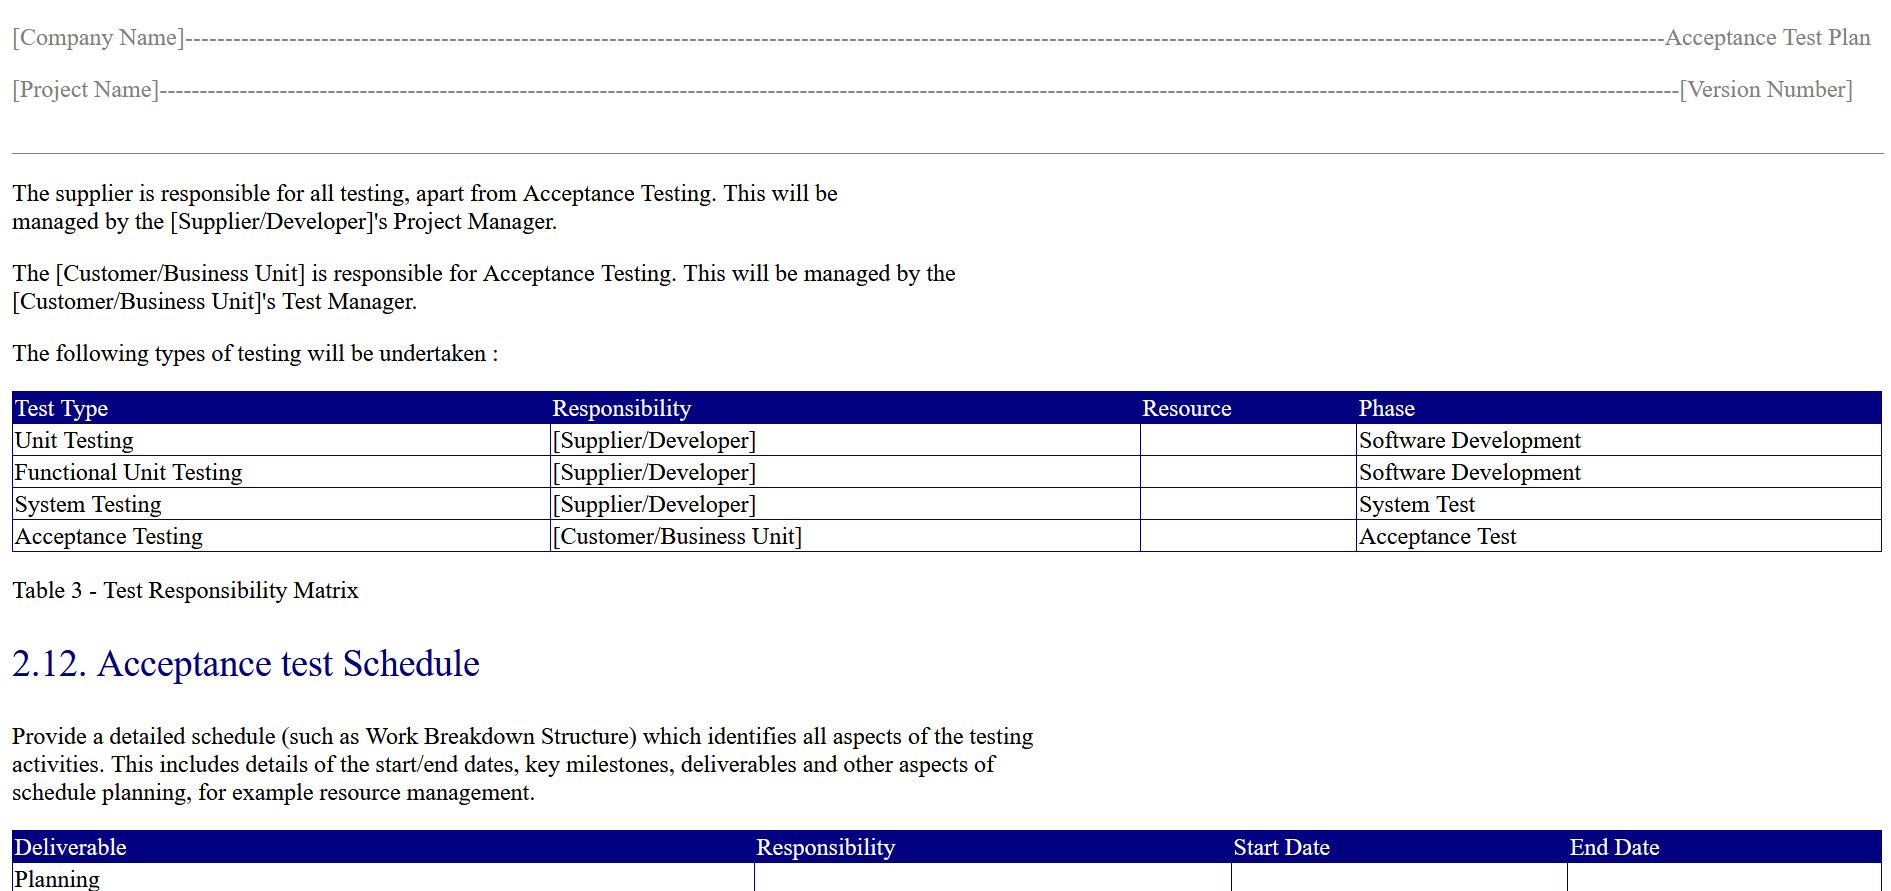 [Company Name]--------------------------------------------------------------------------------------------------------------------------------------------------------------------------------------------Acceptance Test Plan
[Project Name]-------------------------------------------------------------------------------------------------------------------------------------------------------------------------------------------------[Version Number]
The supplier is responsible for all testing, apart from Acceptance Testing. This will be
managed by the [Supplier/Developer]'s Project Manager.
The [Customer/Business Unit] is responsible for Acceptance Testing. This will be managed by the
[Customer/Business Unit]'s Test Manager.
The following types of testing will be undertaken :
Test Type Responsibility Resource Phase
Unit Testing [Supplier/Developer] Software Development
Functional Unit Testing [Supplier/Developer] Software Development
System Testing [Supplier/Developer] System Test
Acceptance Testing [Customer/Business Unit] Acceptance Test
Table 3 - Test Responsibility Matrix
2.12. Acceptance test Schedule
Provide a detailed schedule (such as Work Breakdown Structure) which identifies all aspects of the testing
activities. This includes details of the start/end dates, key milestones, deliverables and other aspects of
schedule planning, for example resource management.
Deliverable Responsibility Start Date End Date
Planning